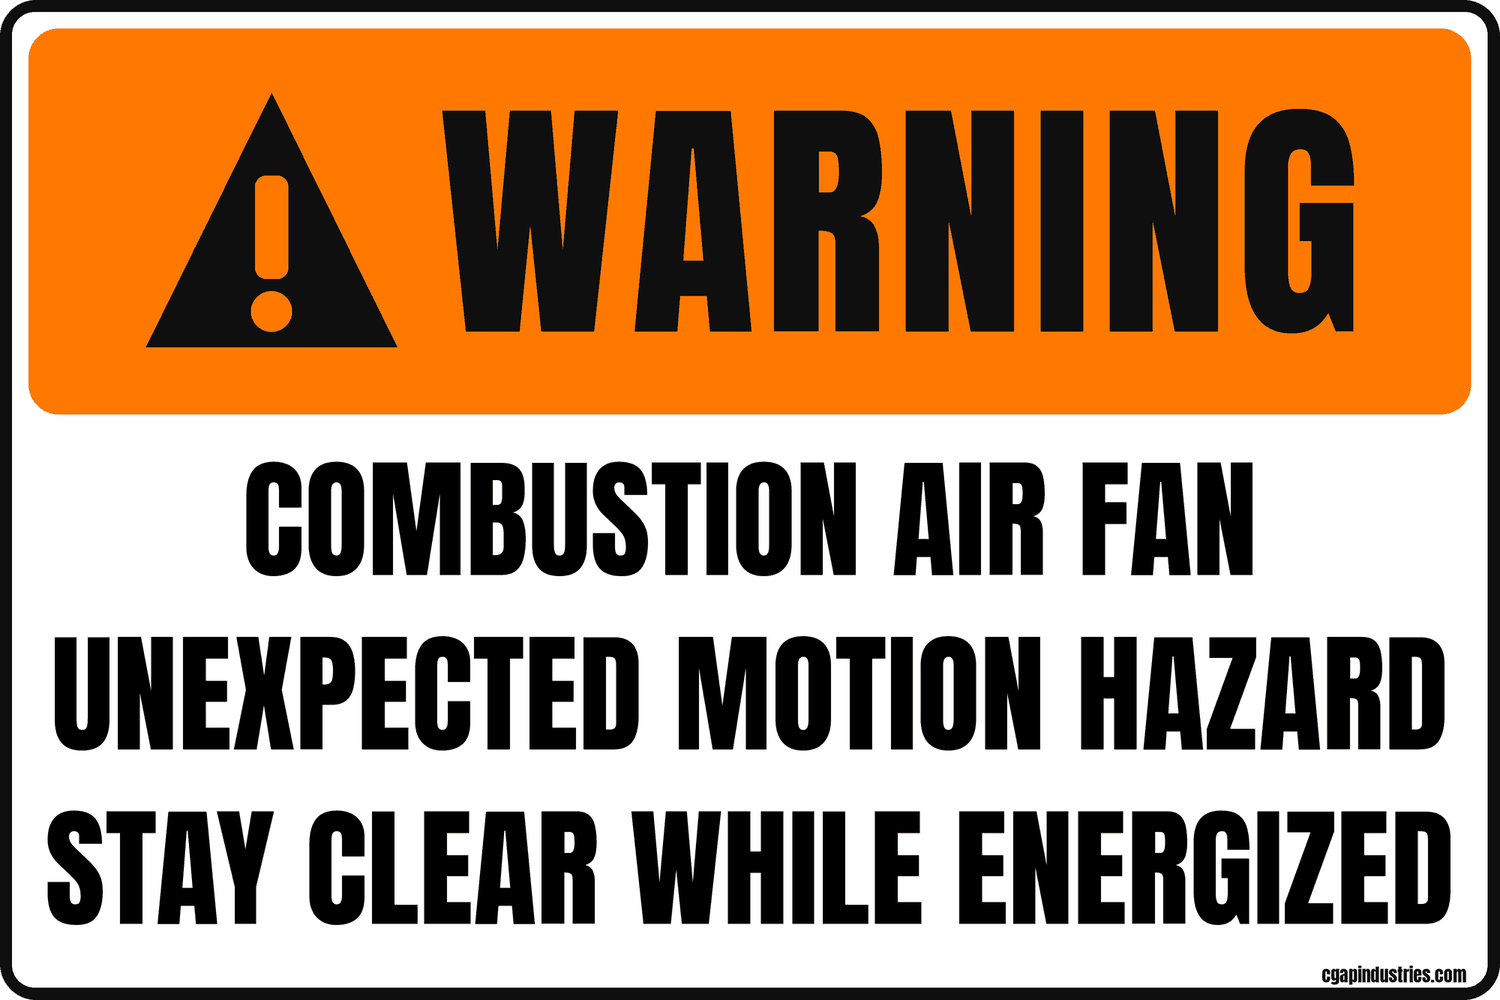 WARNING
COMBUSTION AIR FAN
UNEXPECTED MOTION HAZARD
STAY CLEAR WHILE ENERGIZED
cgapindustries.com